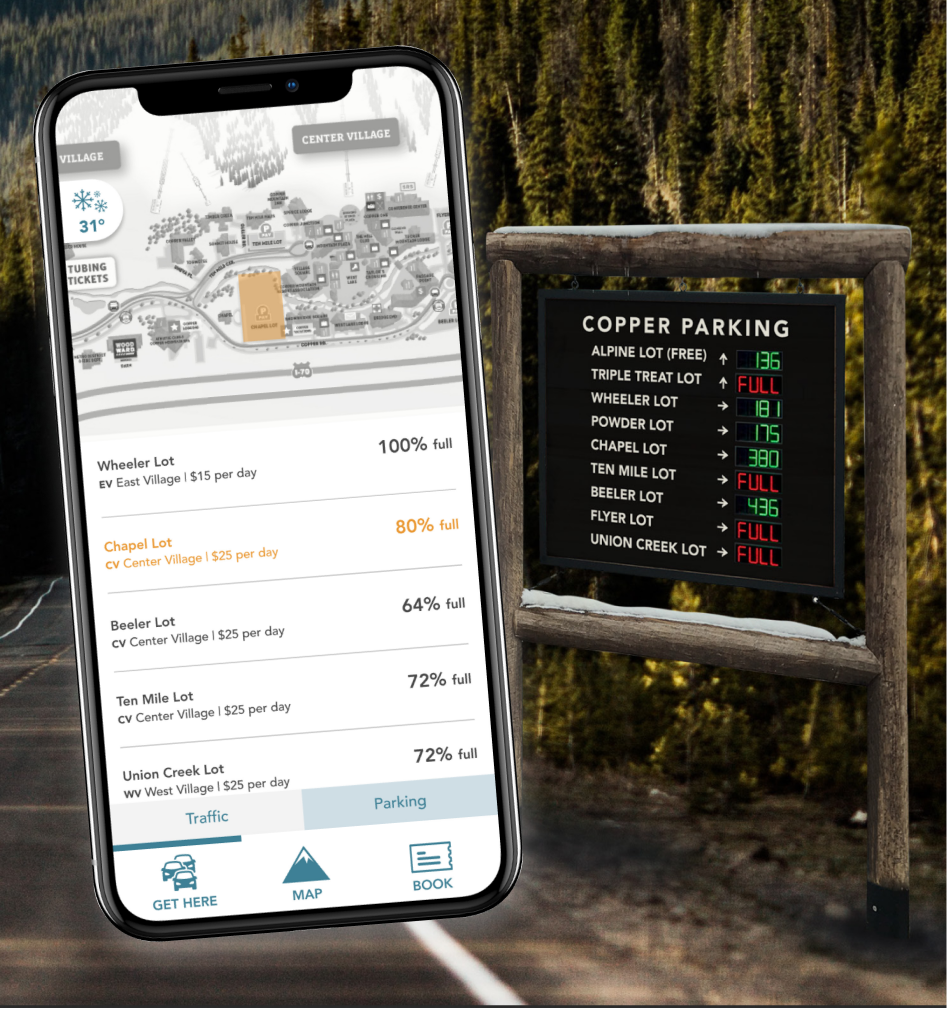 VILLAGE
CENTER VILLAGE
31°
TUBING
TICKETS
TEN MILE LOT
CHAPEL LOT
WOOD
WARD
COPPER RD.
I-70
Wheeler Lot
100% full
EV East Village | $15 per day
Chapel Lot
80% full
CV Center Village | $25 per day
Beeler Lot
64% full
CV Center Village | $25 per day
Ten Mile Lot
72% full
CV Center Village | $25 per day
Union Creek Lot
72% full
WV West Village | $25 per day
Traffic
Parking
GET HERE
MAP
BOOK
COPPER PARKING
ALPINE LOT (FREE) ↑ 136
TRIPLE TREAT LOT ↑ FULL
WHEELER LOT → 181
POWDER LOT → 175
CHAPEL LOT → 380
TEN MILE LOT → FULL
BEELER LOT → 436
FLYER LOT → FULL
UNION CREEK LOT → FULL